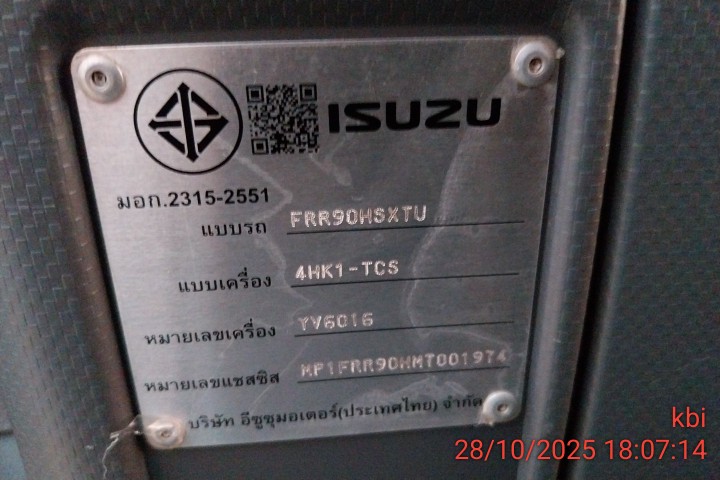 ISUZU
มอก.2315-2551
แบบรถ FRR90HSXTU
แบบเครื่อง 4HK1-TCS
หมายเลขเครื่อง YV6016
หมายเลขแชสซิส MP1FRR90HMT001974
บริษัท อีซูซุมอเตอร์(ประเทศไทย) จำกัด
kbi
28/10/2025 18:07:14